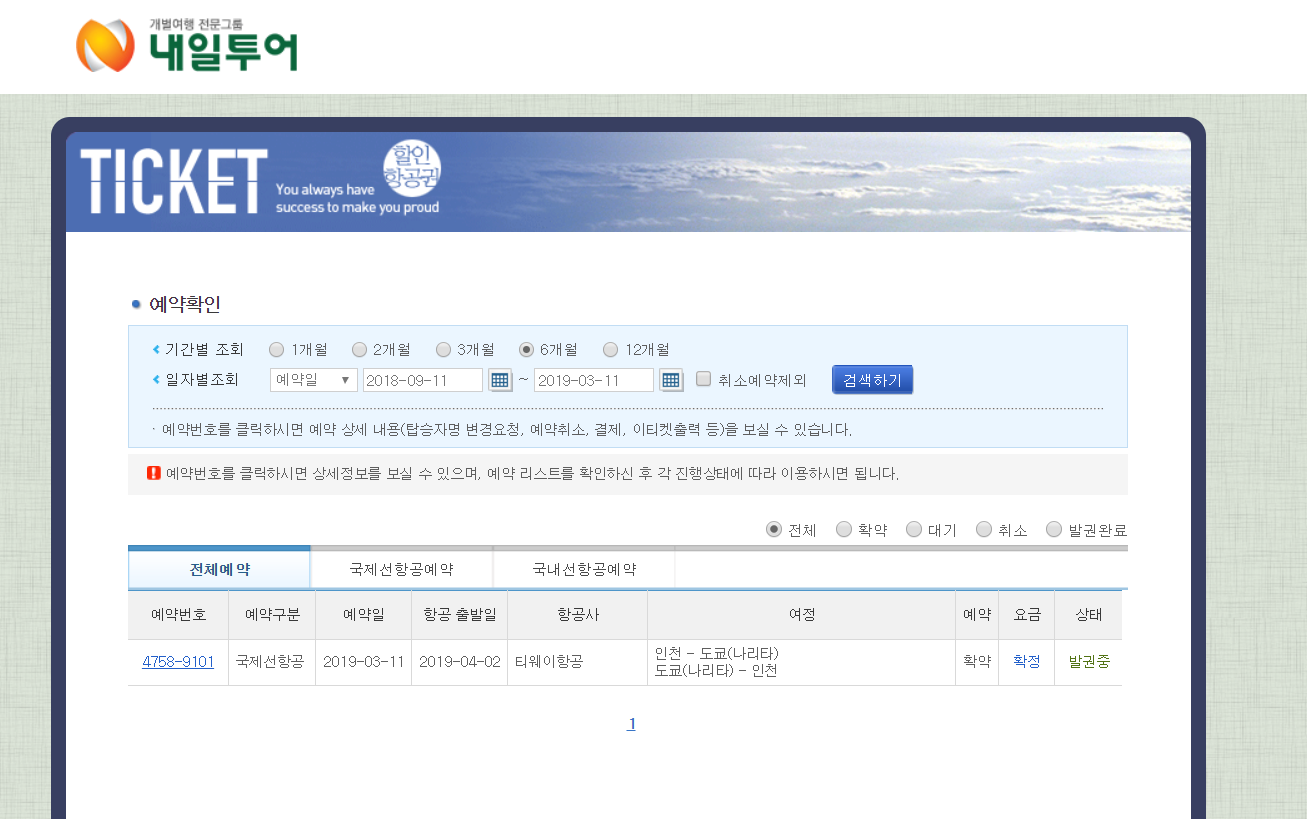 개별여행 전문그룹
내일투어
TICKET
할인
항공권
You always have
success to make you proud
예약확인
기간별 조회 1개월 2개월 3개월 6개월 12개월
일자별조회 예약일 ▼ 2018-09-11 ~ 2019-03-11 취소예약제외 검색하기
· 예약번호를 클릭하시면 예약 상세 내용(탑승자명 변경요청, 예약취소, 결제, 이티켓출력 등)을 보실 수 있습니다.
예약번호를 클릭하시면 상세정보를 보실 수 있으며, 예약 리스트를 확인하신 후 각 진행상태에 따라 이용하시면 됩니다.
전체 확약 대기 취소 발권완료
전체예약 국제선항공예약 국내선항공예약
예약번호 예약구분 예약일 항공 출발일 항공사 여정 예약 요금 상태
4758-9101 국제선항공 2019-03-11 2019-04-02 티웨이항공 인천 - 도쿄(나리타) 확약 확정 발권중
도쿄(나리타) - 인천
1